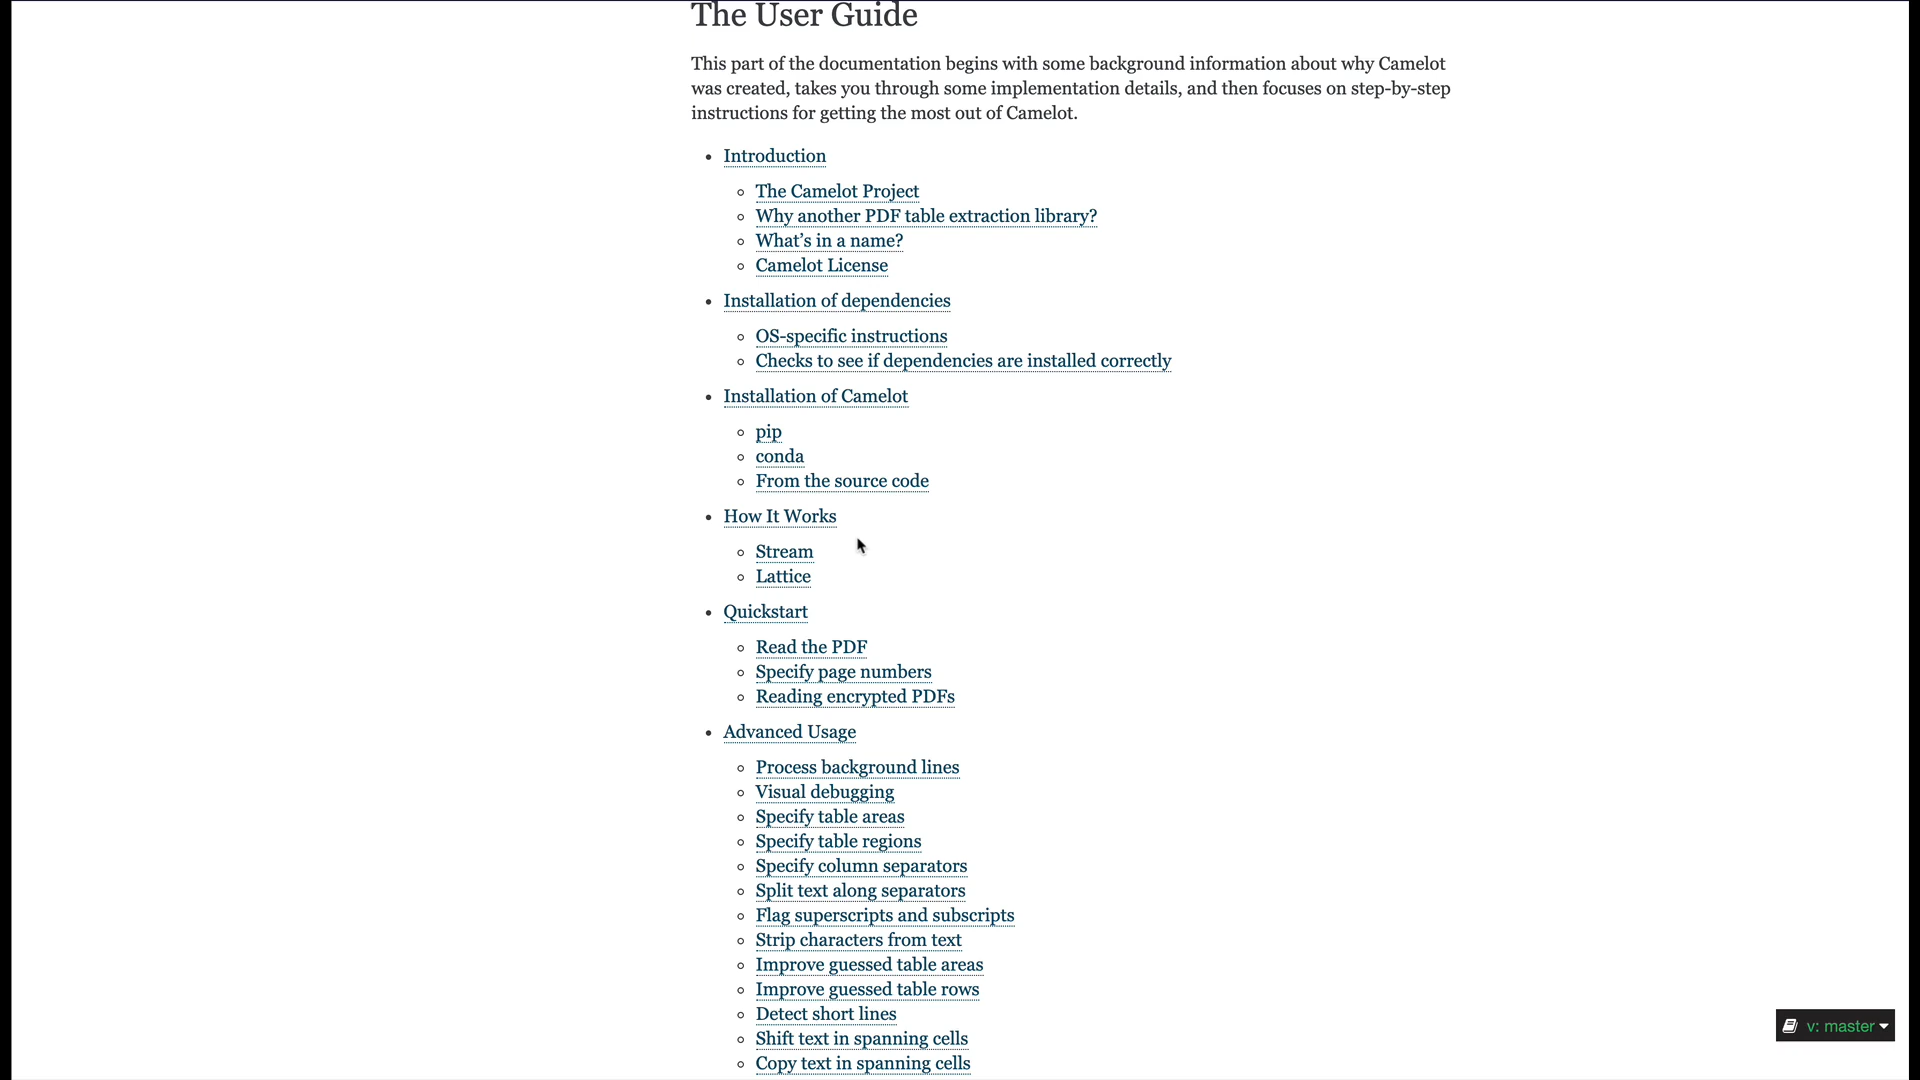 The User Guide
This part of the documentation begins with some background information about why Camelot
was created, takes you through some implementation details, and then focuses on step-by-step
instructions for getting the most out of Camelot.
Introduction
The Camelot Project
Why another PDF table extraction library?
What’s in a name?
Camelot License
Installation of dependencies
OS-specific instructions
Checks to see if dependencies are installed correctly
Installation of Camelot
pip
conda
From the source code
How It Works
Stream
Lattice
Quickstart
Read the PDF
Specify page numbers
Reading encrypted PDFs
Advanced Usage
Process background lines
Visual debugging
Specify table areas
Specify table regions
Specify column separators
Split text along separators
Flag superscripts and subscripts
Strip characters from text
Improve guessed table areas
Improve guessed table rows
Detect short lines
Shift text in spanning cells
Copy text in spanning cells
v: master